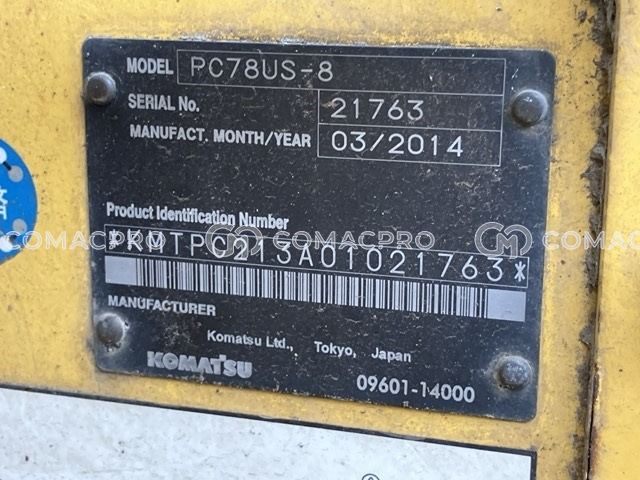 MODEL PC78US-8
SERIAL No. 21763
MANUFACT. MONTH/YEAR 03/2014
Product Identification Number
COMACPRO COMACPRO COMACPRO
*KMTPC213A01021763*
MANUFACTURER
Komatsu Ltd., Tokyo, Japan
KOMATSU
09601-14000